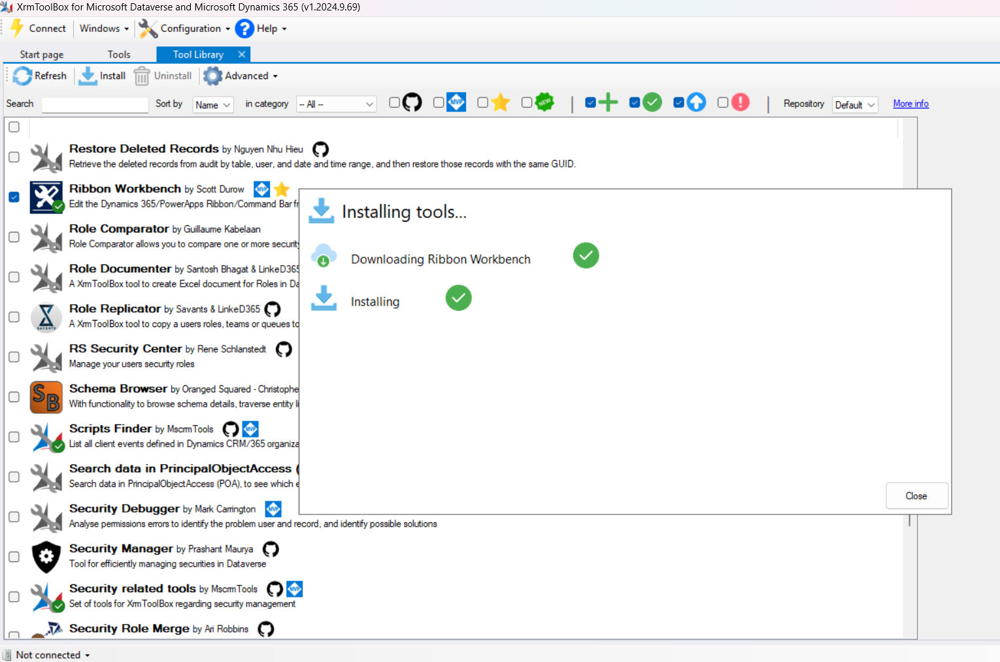 XrmToolBox for Microsoft Dataverse and Microsoft Dynamics 365 (v1.2024.9.69)
Connect Windows Configuration Help
Start page Tools Tool Library
Refresh Install Uninstall Advanced
Search Sort by Name in category -- All -- MVP NEW Repository Default More info
Restore Deleted Records by Nguyen Nhu Hieu
Retrieve the deleted records from audit by table, user, and date and time range, and then restore those records with the same GUID.
Ribbon Workbench by Scott Durow MVP
Edit the Dynamics 365/PowerApps Ribbon/Command Bar fr
Installing tools...
Downloading Ribbon Workbench
Installing
Close
Role Comparator by Guillaume Kabelaan
Role Comparator allows you to compare one or more security
Role Documenter by Santosh Bhagat & LinkeD365
A XrmToolBox tool to create Excel document for Roles in Da
SAVANTS
Role Replicator by Savants & LinkeD365
A XrmToolBox tool to copy a users roles, teams or queues to
RS Security Center by Rene Schlanstedt
Manage your users security roles
SB
Schema Browser by Oranged Squared - Christophe
With functionality to browse schema details, traverse entity li
Scripts Finder by MscrmTools MVP
List all client events defined in Dynamics CRM/365 organiza
Search data in PrincipalObjectAccess (
Search data in PrincipalObjectAccess (POA), to see which e
Security Debugger by Mark Carrington MVP
Analyse permissions errors to identify the problem user and record, and identify possible solutions
Security Manager by Prashant Maurya
Tool for efficiently managing securities in Dataverse
Security related tools by MscrmTools MVP
Set of tools for XrmToolBox regarding security management
Security Role Merge by Ari Robbins
Not connected